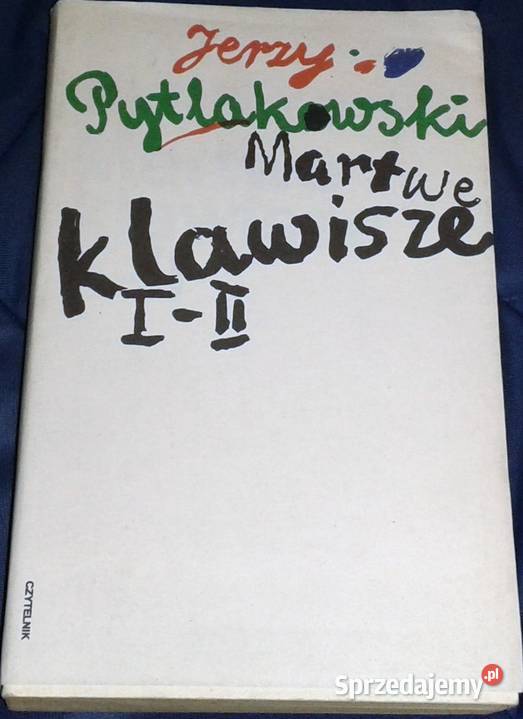 Jerzy
Pytlakowski
Martwe
klawisze
I-II
CZYTELNIK
Sprzedajemy.pl